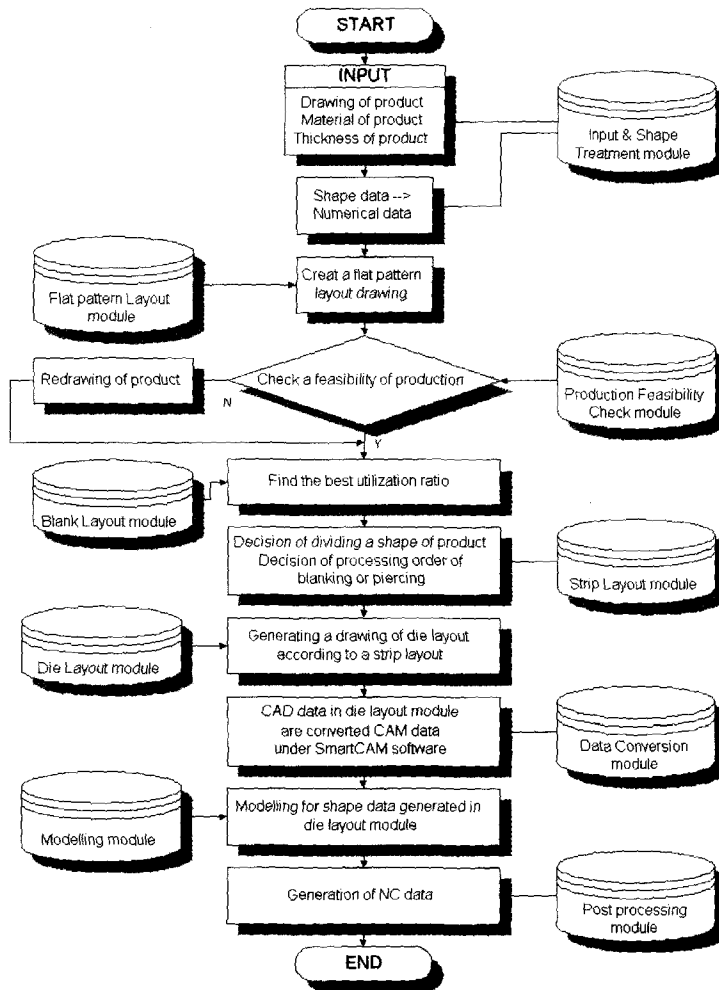 START
INPUT
Drawing of product
Material of product
Thickness of product
Input & Shape
Treatment module
Shape data -->
Numerical data
Flat pattern Layout
module
Creat a flat pattern
layout drawing
Redrawing of product
N
Check a feasibility of production
Production Feasibility
Check module
Y
Blank Layout module
Find the best utilization ratio
Decision of dividing a shape of product
Decision of processing order of
blanking or piercing
Strip Layout module
Die Layout module
Generating a drawing of die layout
according to a strip layout
CAD data in die layout module
are converted CAM data
under SmartCAM software
Data Conversion
module
Modelling module
Modelling for shape data generated in
die layout module
Generation of NC data
Post processing
module
END